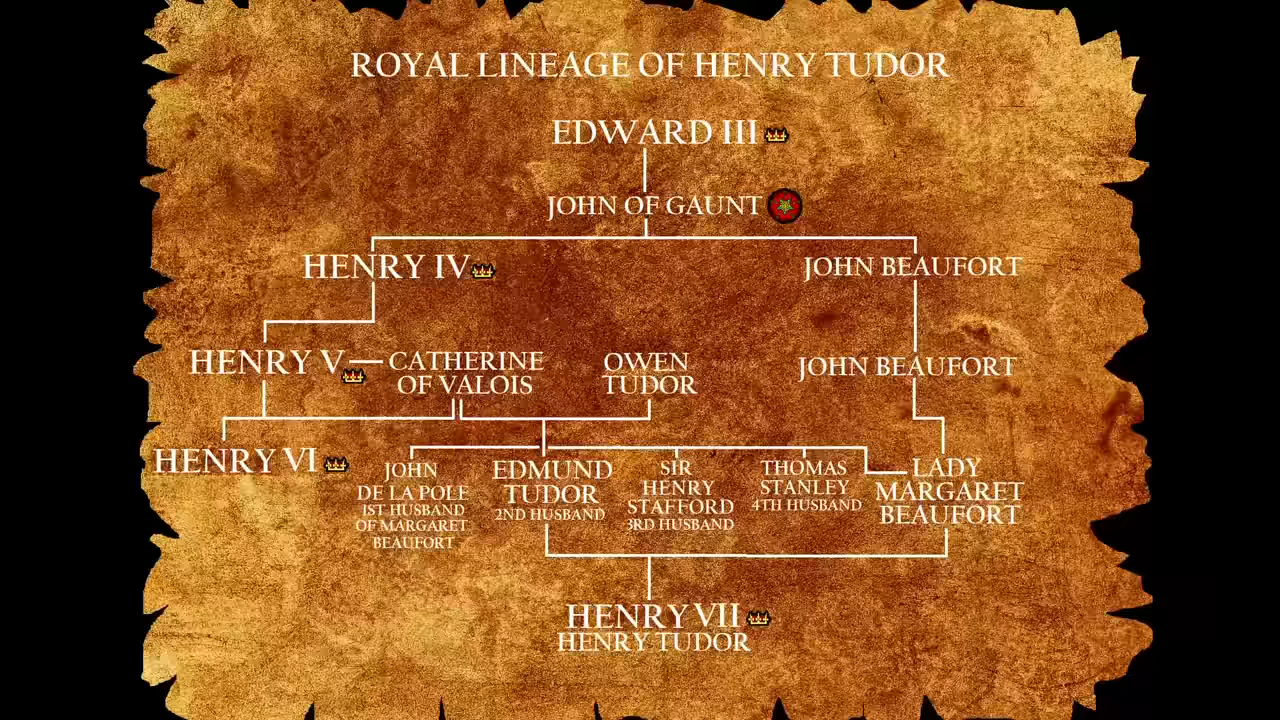 ROYAL LINEAGE OF HENRY TUDOR
EDWARD III
JOHN OF GAUNT
HENRY IV
JOHN BEAUFORT
HENRY V
CATHERINE
OF VALOIS
OWEN
TUDOR
JOHN BEAUFORT
HENRY VI
JOHN
DE LA POLE
1ST HUSBAND
OF MARGARET
BEAUFORT
EDMUND
TUDOR
2ND HUSBAND
SIR
HENRY
STAFFORD
3RD HUSBAND
THOMAS
STANLEY
4TH HUSBAND
LADY
MARGARET
BEAUFORT
HENRY VII
HENRY TUDOR